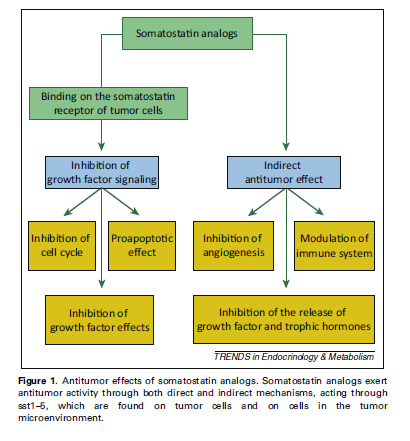 Somatostatin analogs
Binding on the somatostatin
receptor of tumor cells
Inhibition of
growth factor signaling
Indirect
antitumor effect
Inhibition of
cell cycle
Proapoptotic
effect
Inhibition of
angiogenesis
Modulation of
immune system
Inhibition of
growth factor effects
Inhibition of the release of
growth factor and trophic hormones
TRENDS in Endocrinology & Metabolism
Figure 1. Antitumor effects of somatostatin analogs. Somatostatin analogs exert
antitumor activity through both direct and indirect mechanisms, acting through
sst1–5, which are found on tumor cells and on cells in the tumor
microenvironment.